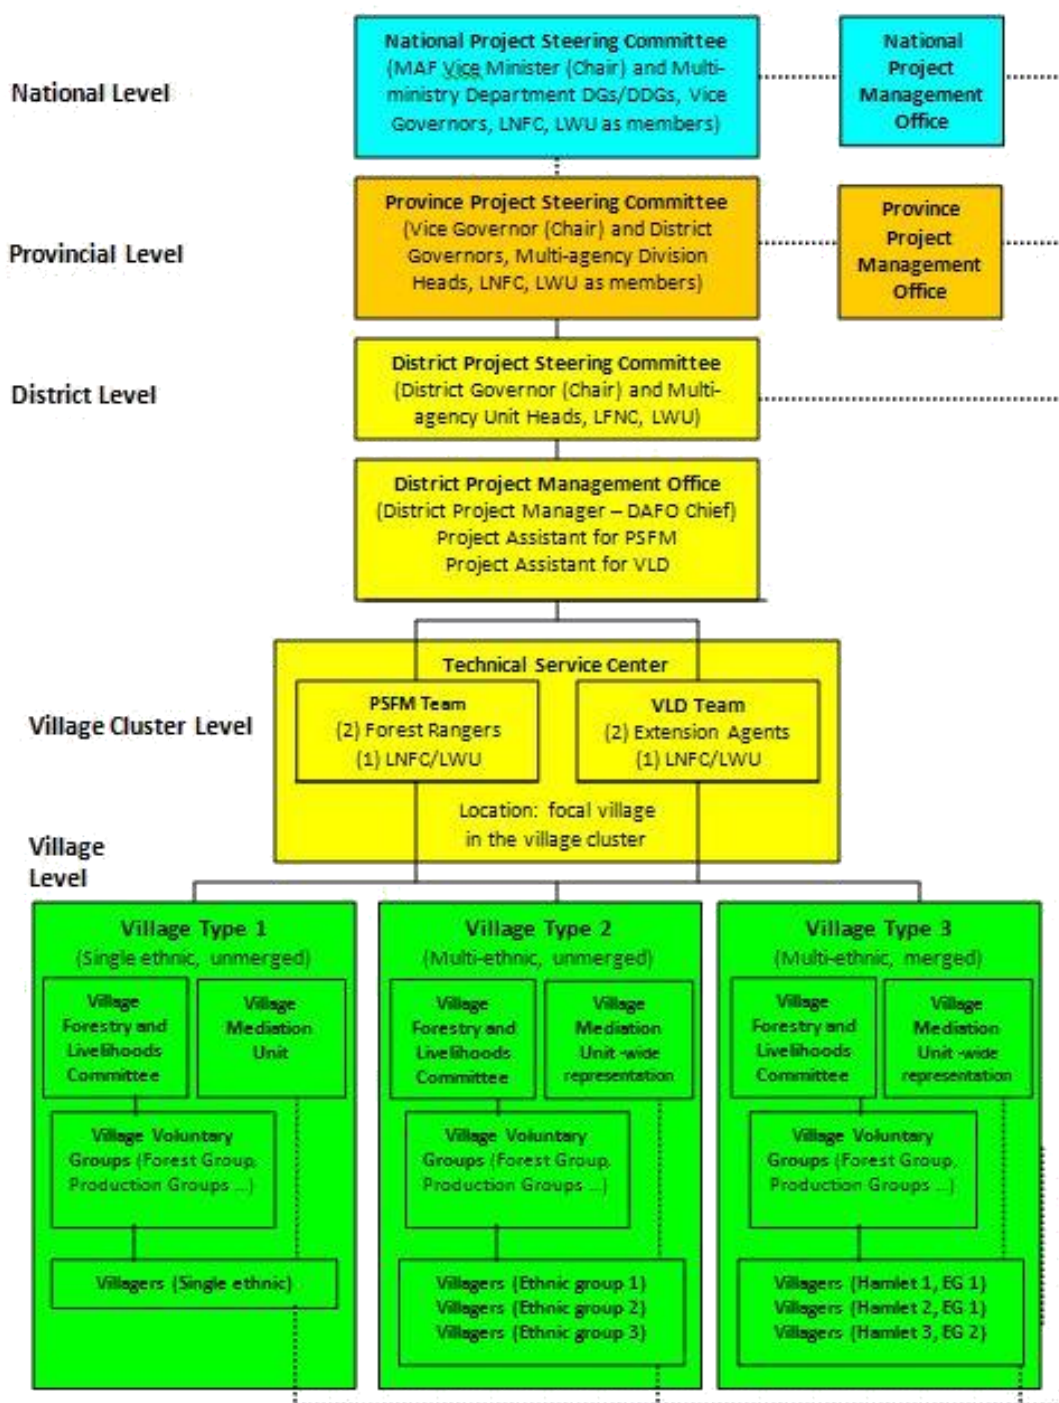 National Level
National Project Steering Committee
(MAF Vice Minister (Chair) and Multi-
ministry Department DGs/DDGs, Vice
Governors, LNFC, LWU as members)
National
Project
Management
Office
Provincial Level
Province Project Steering Committee
(Vice Governor (Chair) and District
Governors, Multi-agency Division
Heads, LNFC, LWU as members)
Province
Project
Management
Office
District Level
District Project Steering Committee
(District Governor (Chair) and Multi-
agency Unit Heads, LFNC, LWU)
District Project Management Office
(District Project Manager – DAFO Chief)
Project Assistant for PSFM
Project Assistant for VLD
Village Cluster Level
Technical Service Center
PSFM Team
(2) Forest Rangers
(1) LNFC/LWU
VLD Team
(2) Extension Agents
(1) LNFC/LWU
Location: focal village
in the village cluster
Village
Level
Village Type 1
(Single ethnic, unmerged)
Village
Forestry and
Livelihoods
Committee
Village
Mediation
Unit
Village Voluntary
Groups (Forest Group,
Production Groups ...)
Villagers (Single ethnic)
Village Type 2
(Multi-ethnic, unmerged)
Village
Forestry and
Livelihoods
Committee
Village
Mediation
Unit -wide
representation
Village Voluntary
Groups (Forest Group,
Production Groups ...)
Villagers (Ethnic group 1)
Villagers (Ethnic group 2)
Villagers (Ethnic group 3)
Village Type 3
(Multi-ethnic, merged)
Village
Forestry and
Livelihoods
Committee
Village
Mediation
Unit -wide
representation
Village Voluntary
Groups (Forest Group,
Production Groups ...)
Villagers (Hamlet 1, EG 1)
Villagers (Hamlet 2, EG 1)
Villagers (Hamlet 3, EG 2)